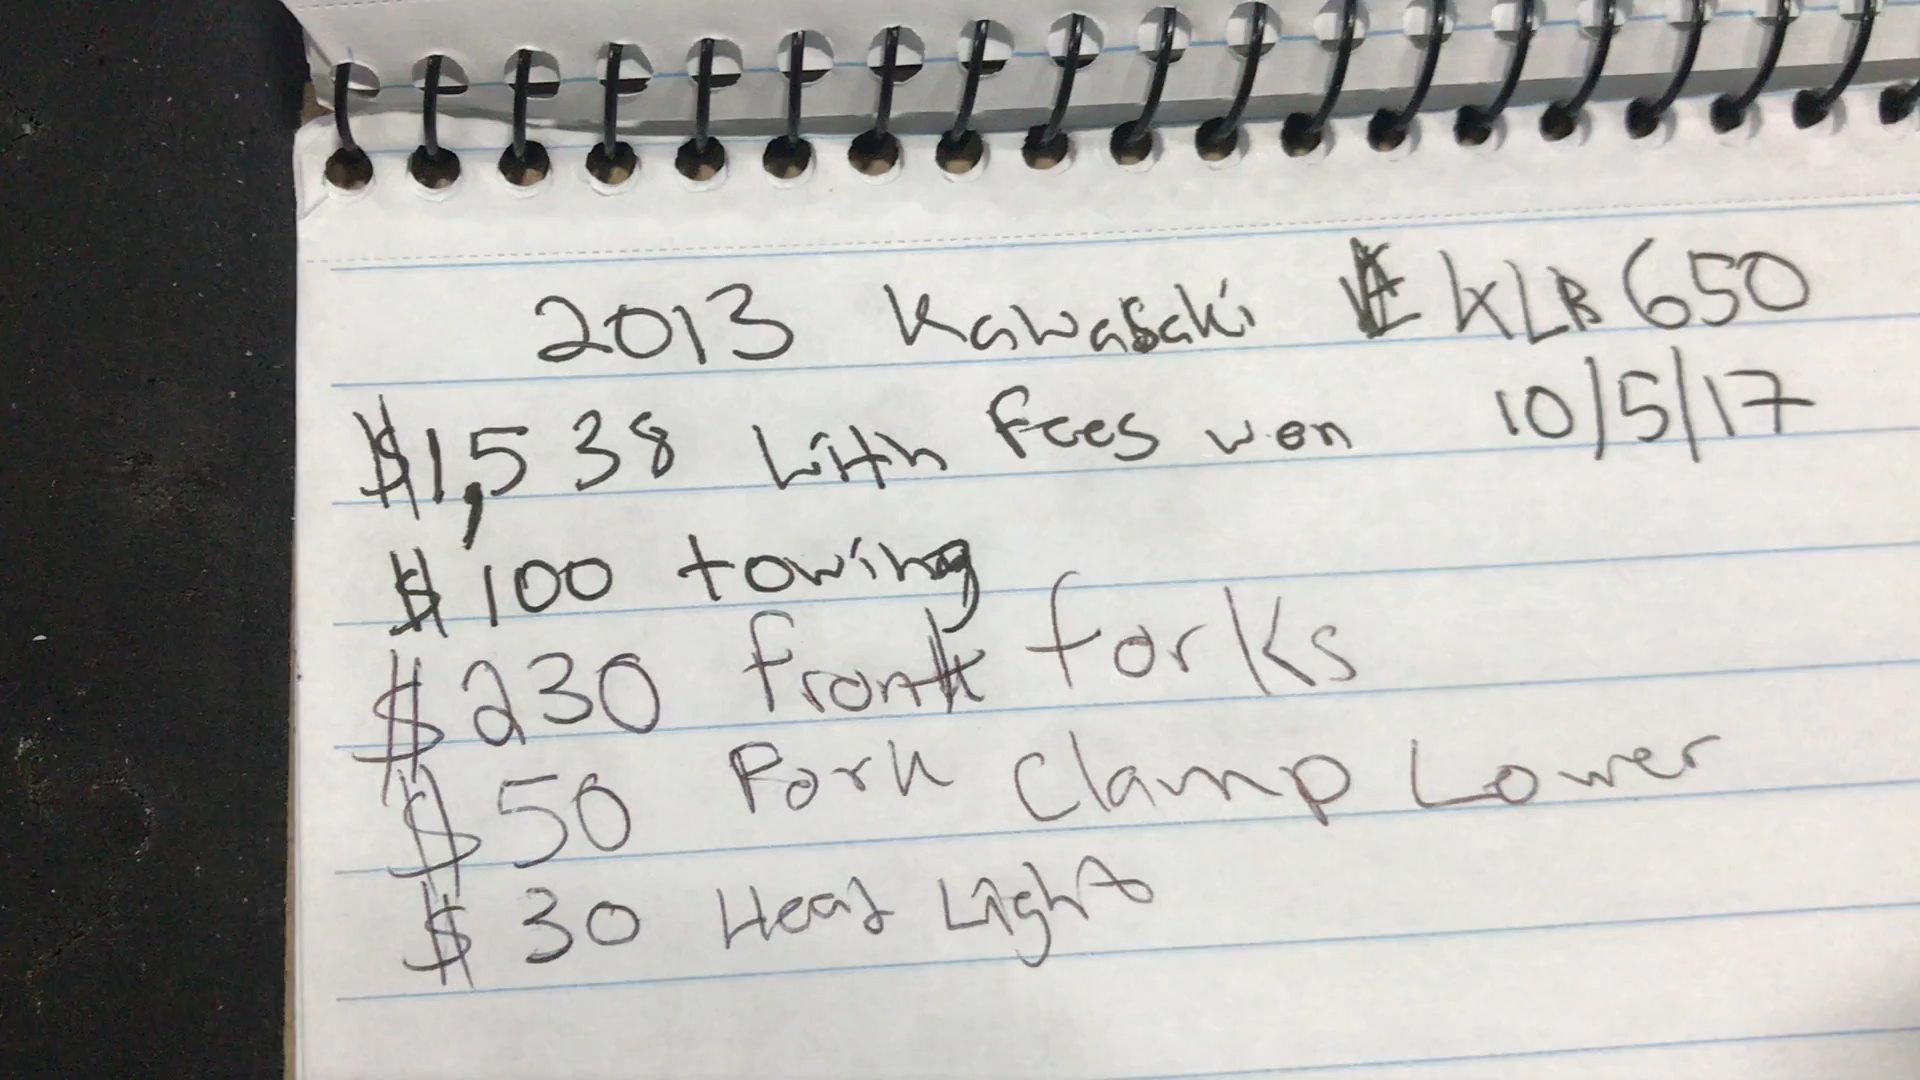 2013 Kawasaki KLR 650
$1,538 With fees won 10/5/17
$100 towing
$230 front forks
$50 Fork Clamp Lower
$30 Head Light